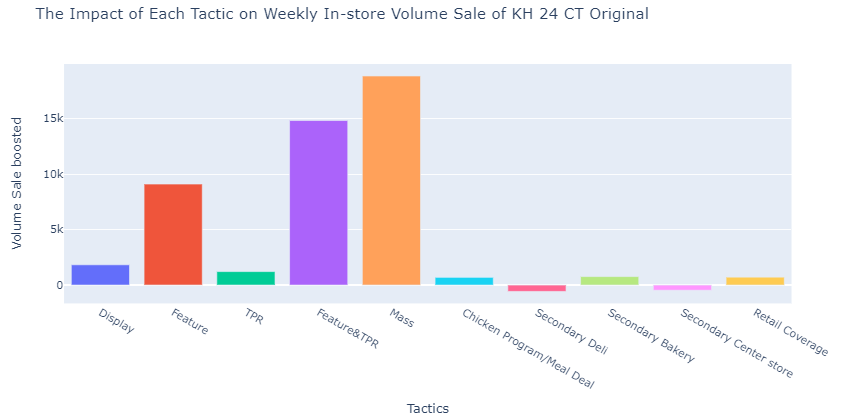 The Impact of Each Tactic on Weekly In-store Volume Sale of KH 24 CT Original
Volume Sale boosted
15k
10k
5k
0
Display
Feature
TPR
Feature&TPR
Mass
Chicken Program/Meal Deal
Secondary Deli
Secondary Bakery
Secondary Center store
Retail Coverage
Tactics